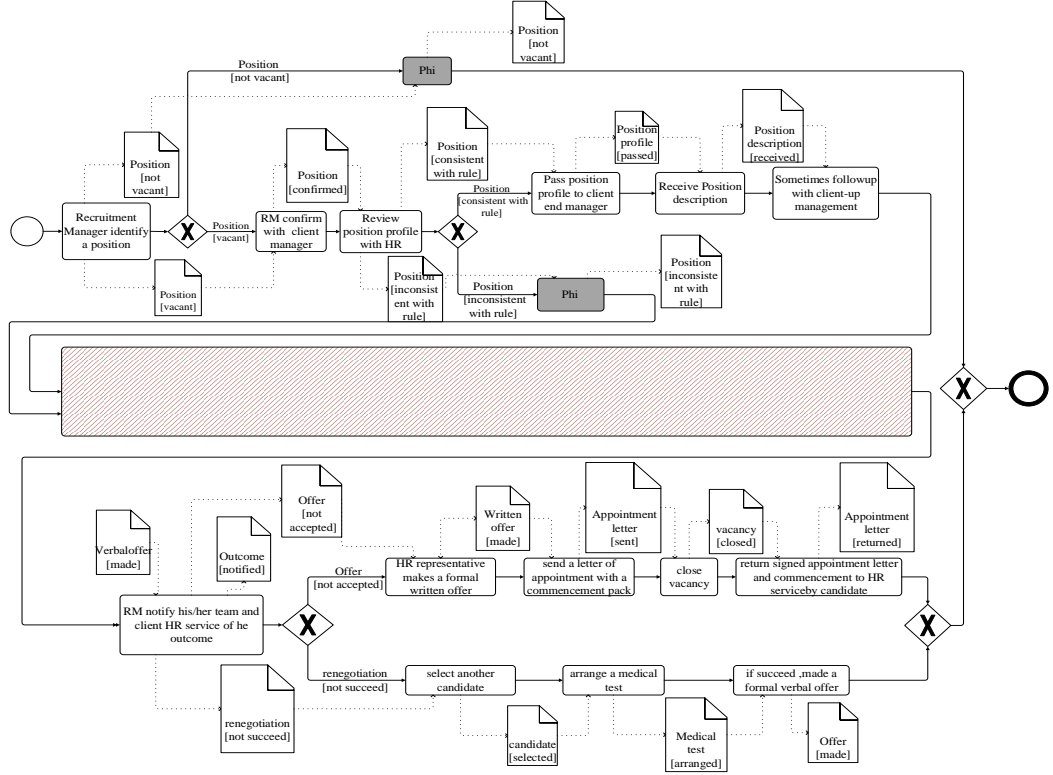 Position
[not
vacant]
Position
[not vacant]
Phi
Position
[not
vacant]
Position
[confirmed]
Position
[consistent
with rule]
Position
profile
[passed]
Position
description
[received]
Recruitment
Manager identify
a position
X
Position
[vacant]
RM confirm
with client
manager
Review
position profile
with HR
X
Position
[consistent with
rule]
Pass position
profile to client
end manager
Receive Position
description
Sometimes followup
with client-up
management
Position
[vacant]
Position
[inconsist
ent with
rule]
Position
[inconsistent
with rule]
Phi
Position
[inconsiste
nt with
rule]
X
Verbaloffer
[made]
Outcome
[notified]
Offer
[not
accepted]
Written
offer
[made]
Appointment
letter
[sent]
vacancy
[closed]
Appointment
letter
[returned]
RM notify his/her team and
client HR service of he
outcome
X
Offer
[not accepted]
HR representative
makes a formal
written offer
send a letter of
appointment with a
commencement pack
close
vacancy
return signed appointment letter
and commencement to HR
serviceby candidate
X
renegotiation
[not succeed]
select another
candidate
arrange a medical
test
if succeed ,made a
formal verbal offer
renegotiation
[not succeed]
candidate
[selected]
Medical
test
[arranged]
Offer
[made]